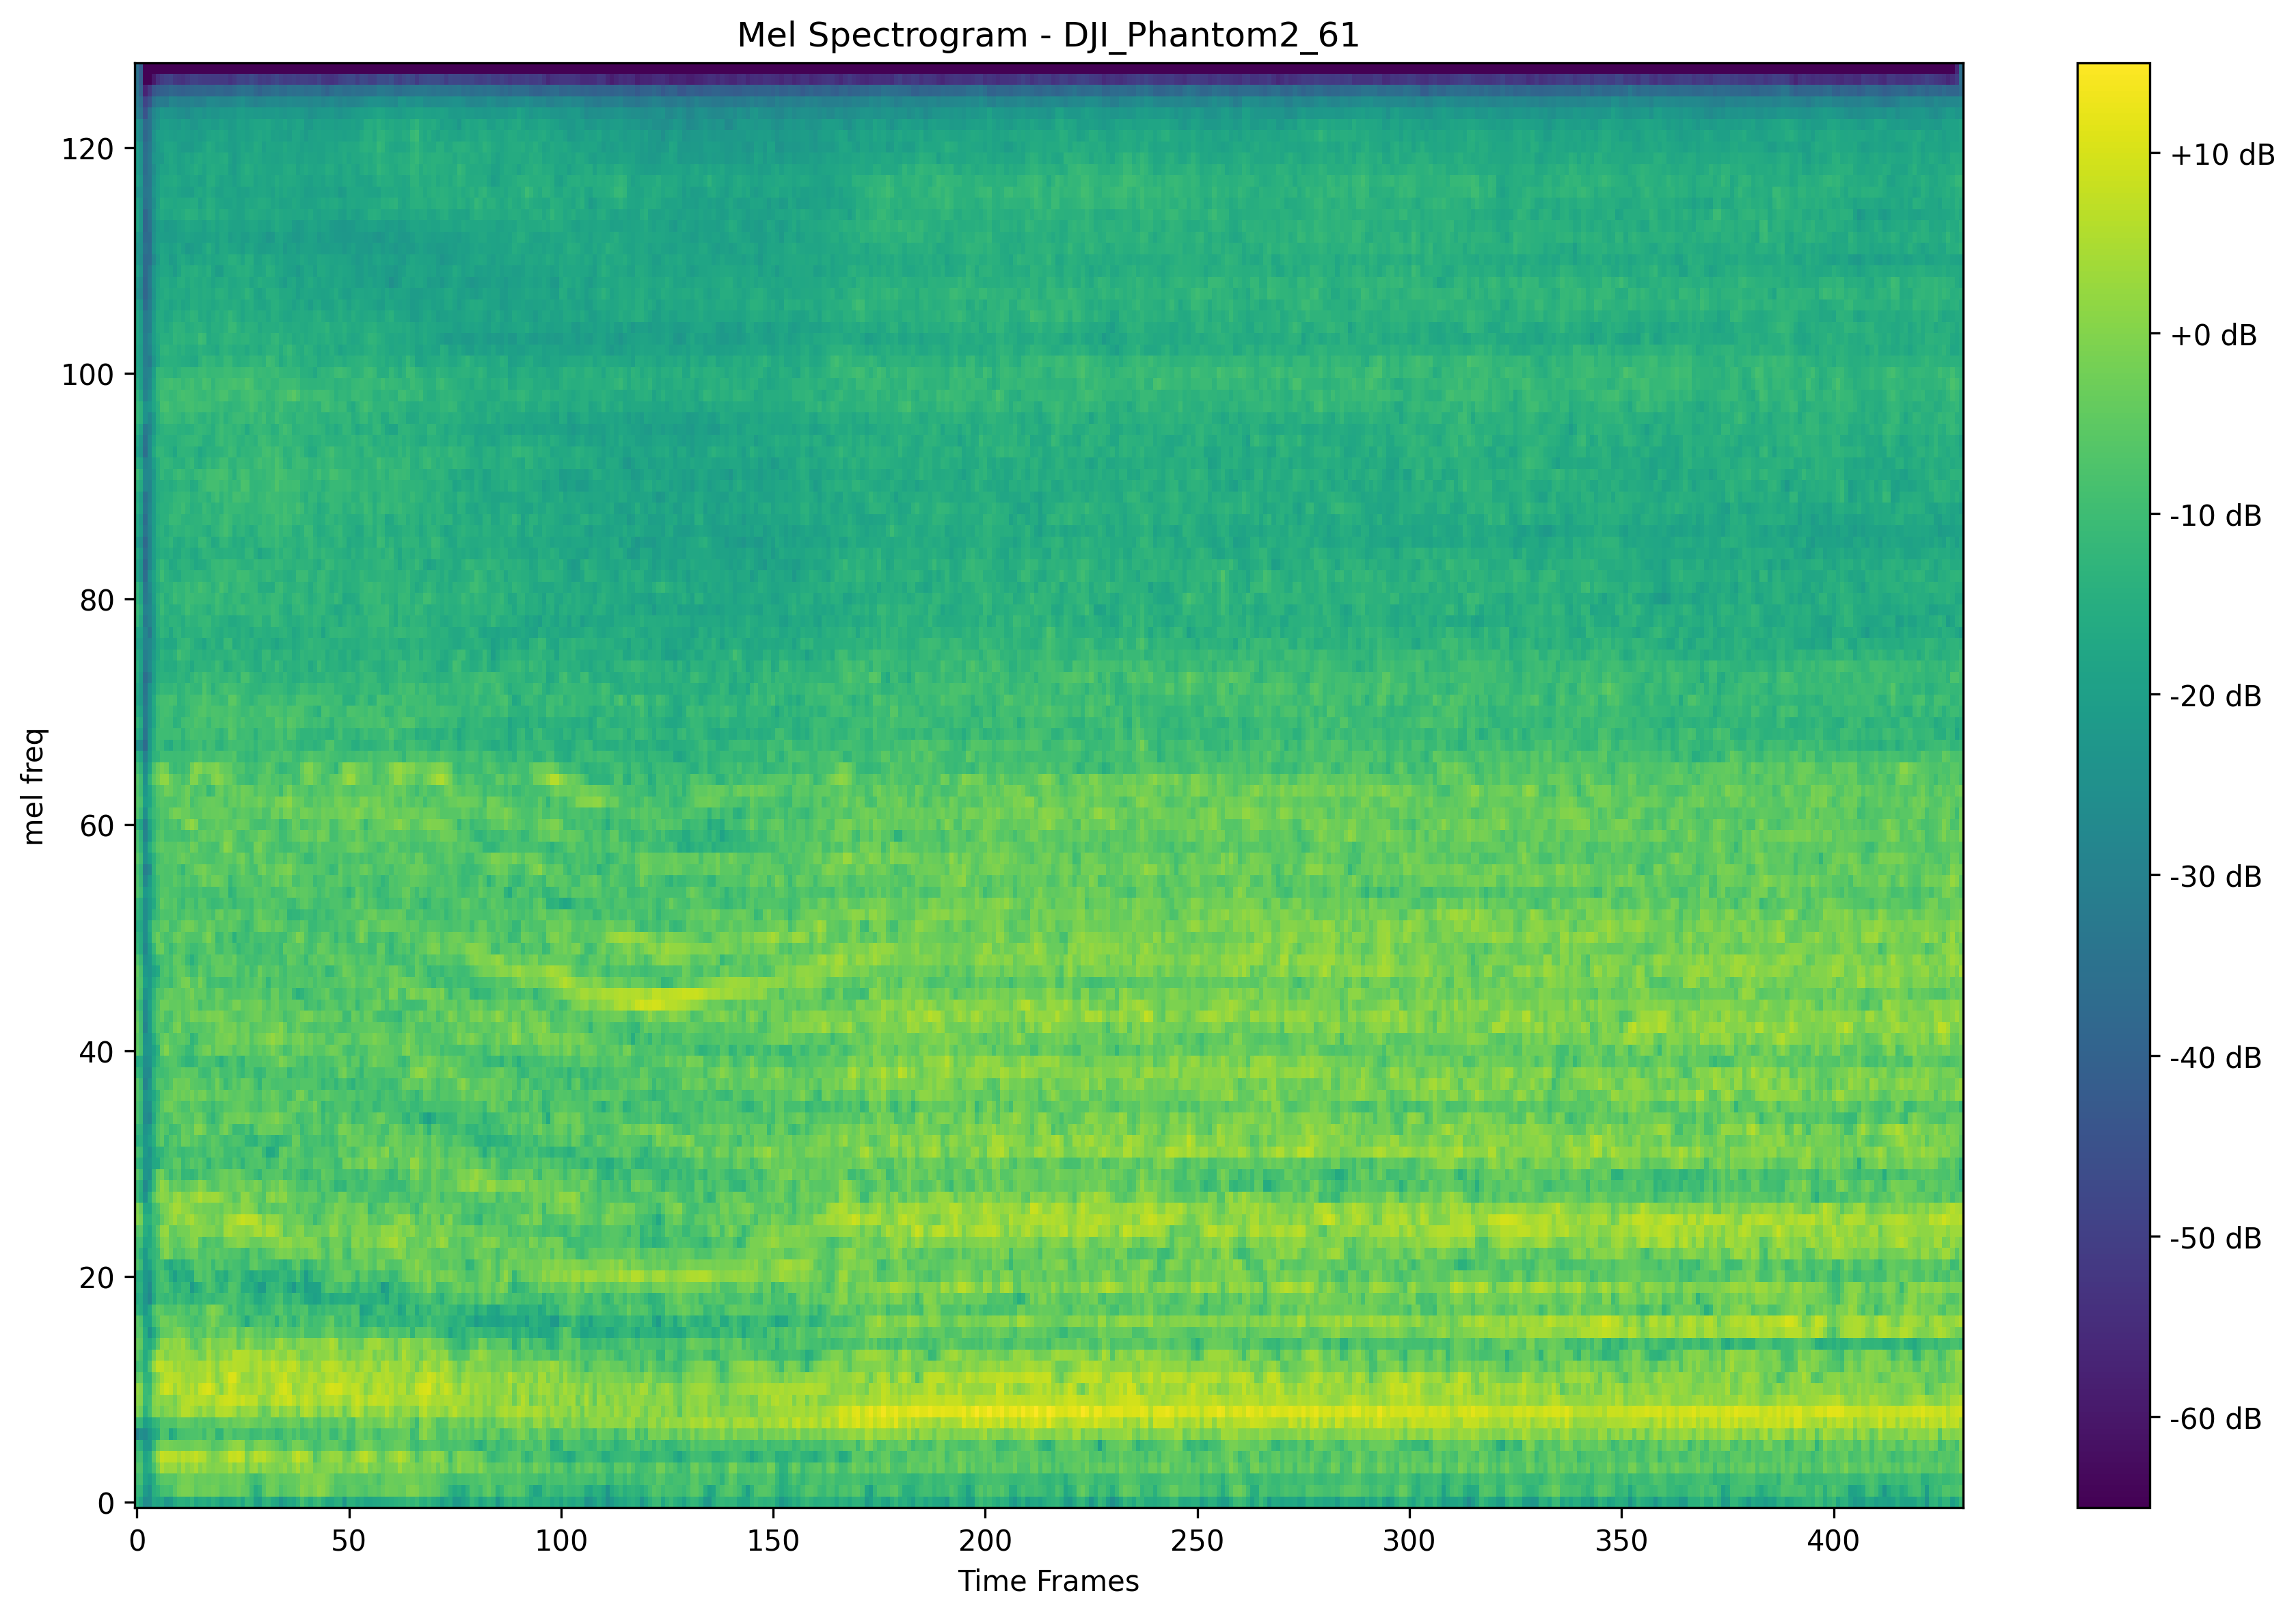 Mel Spectrogram - DJI_Phantom2_61
mel freq
120
100
80
60
40
20
0
0 50 100 150 200 250 300 350 400
Time Frames
+10 dB
+0 dB
-10 dB
-20 dB
-30 dB
-40 dB
-50 dB
-60 dB